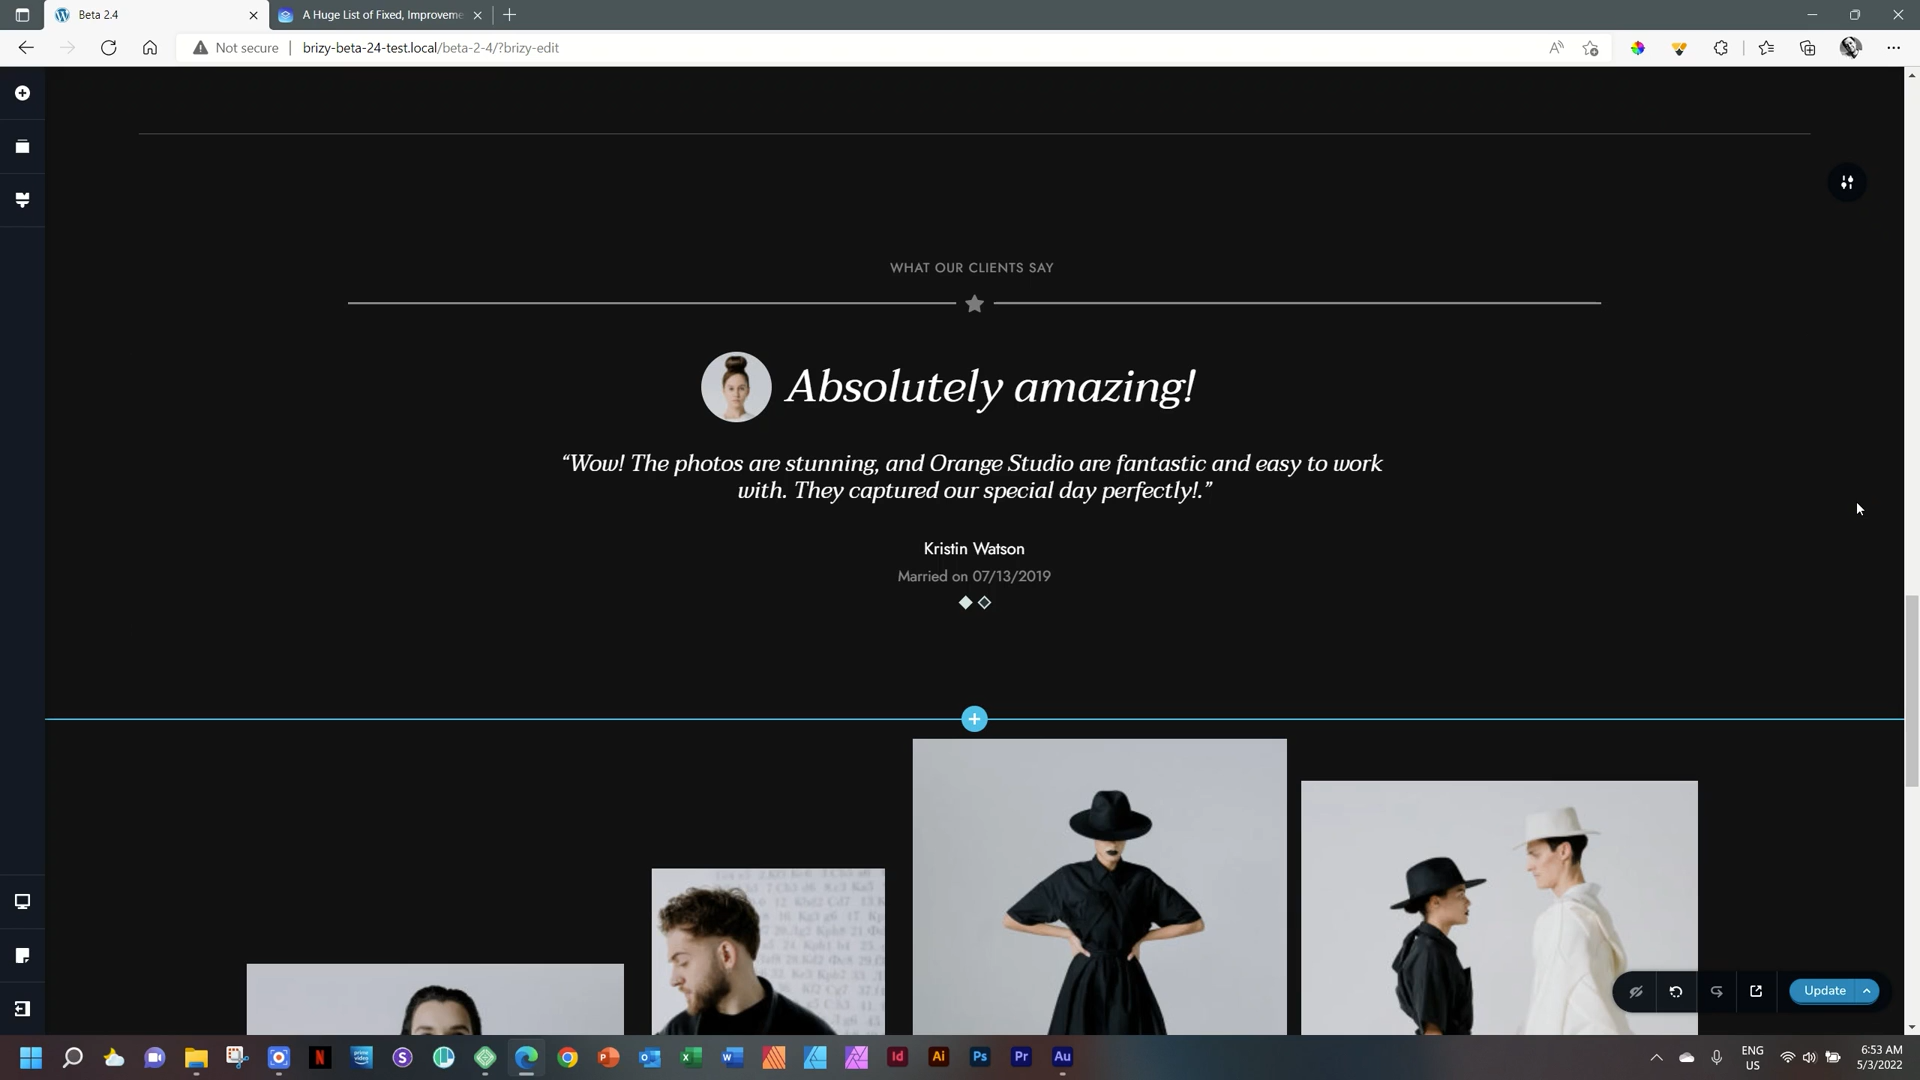 Beta 2.4
A Huge List of Fixed, Improveme
Not secure
brizy-beta-24-test.local/beta-2-4/?brizy-edit
WHAT OUR CLIENTS SAY
Absolutely amazing!
“Wow! The photos are stunning, and Orange Studio are fantastic and easy to work
with. They captured our special day perfectly!.”
Kristin Watson
Married on 07/13/2019
Update
ENG
US
6:53 AM
5/3/2022